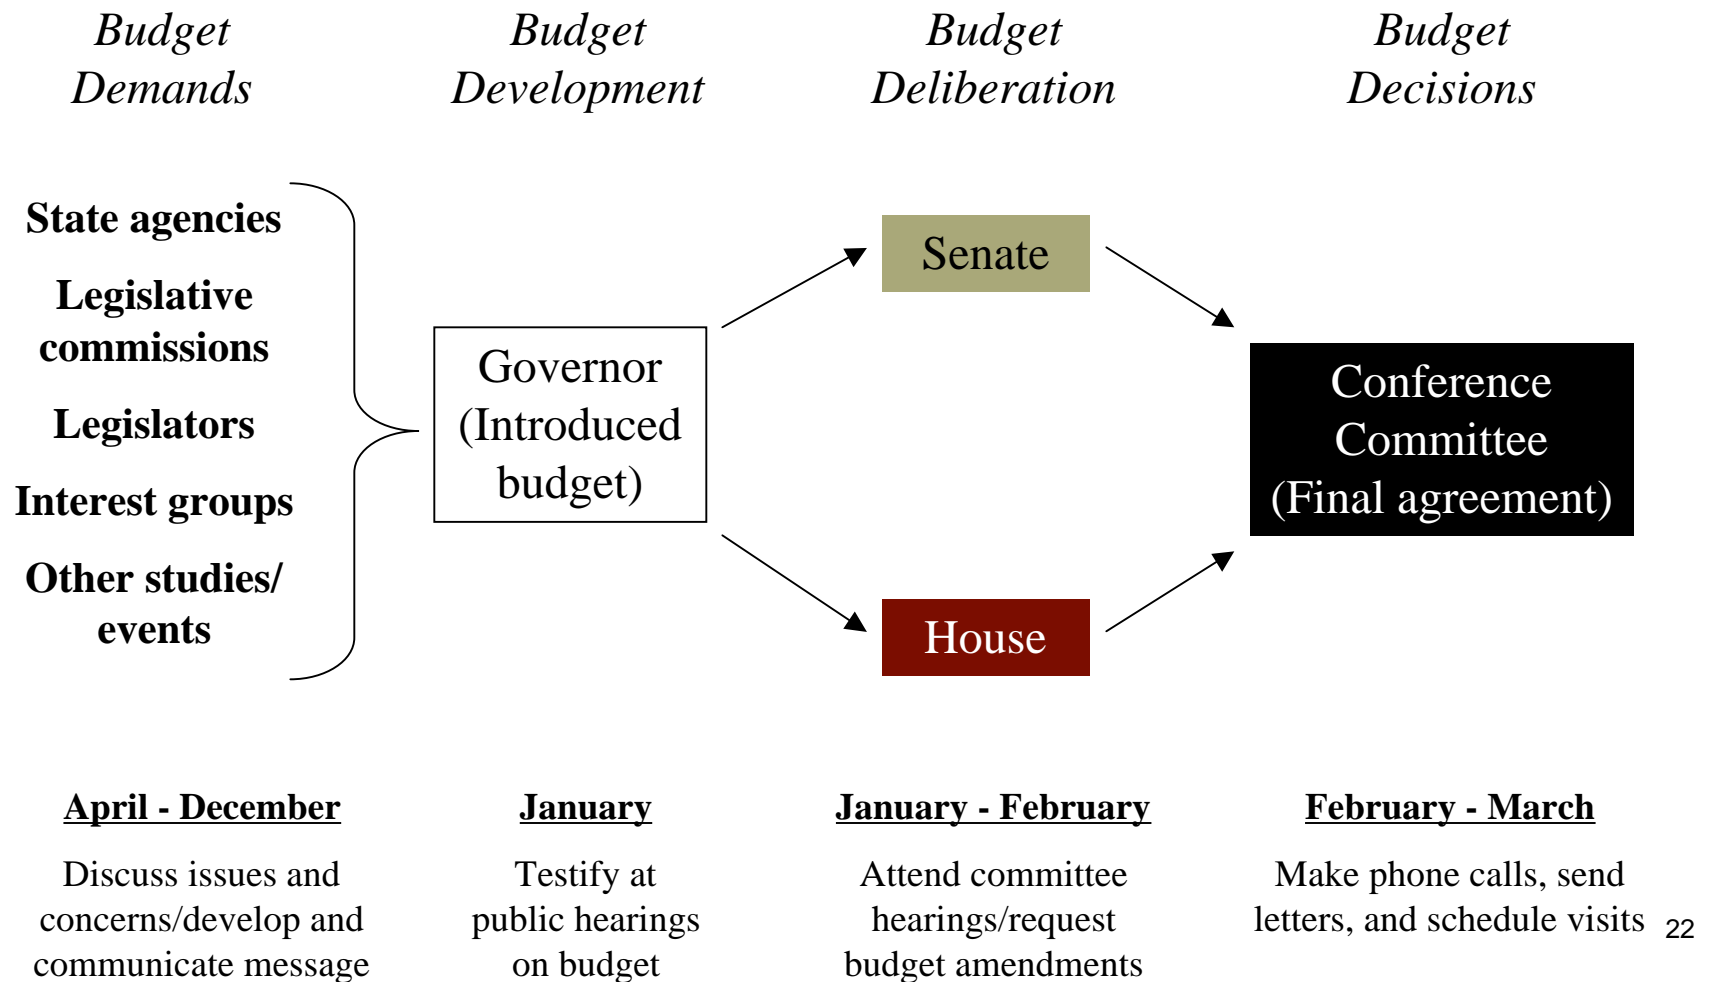 Budget
Demands
Budget
Development
Budget
Deliberation
Budget
Decisions
State agencies
Legislative
commissions
Legislators
Interest groups
Other studies/
events
Governor
(Introduced
budget)
Senate
House
Conference
Committee
(Final agreement)
April - December
Discuss issues and
concerns/develop and
communicate message
January
Testify at
public hearings
on budget
January - February
Attend committee
hearings/request
budget amendments
February - March
Make phone calls, send
letters, and schedule visits
22